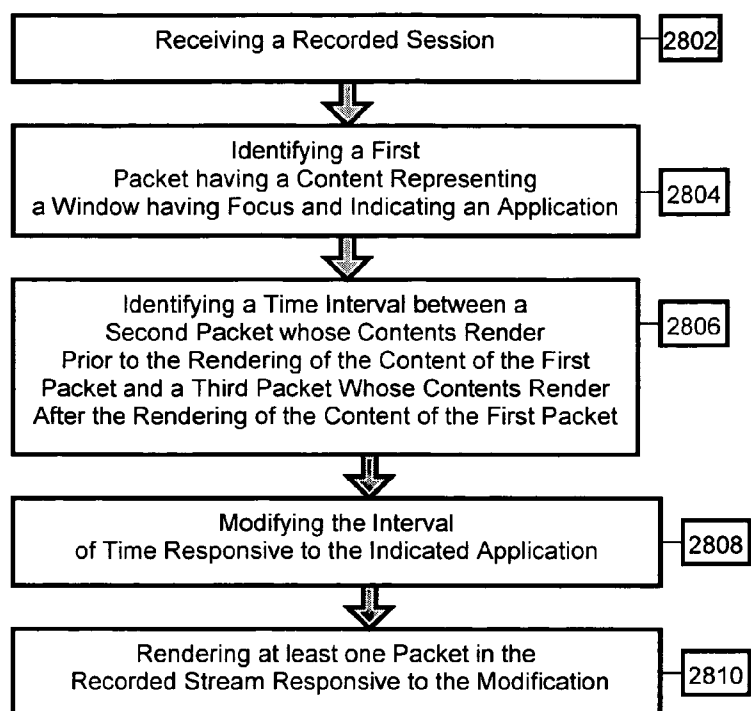 Receiving a Recorded Session
2802
Identifying a First
Packet having a Content Representing
a Window having Focus and Indicating an Application
2804
Identifying a Time Interval between a
Second Packet whose Contents Render
Prior to the Rendering of the Content of the First
Packet and a Third Packet Whose Contents Render
After the Rendering of the Content of the First Packet
2806
Modifying the Interval
of Time Responsive to the Indicated Application
2808
Rendering at least one Packet in the
Recorded Stream Responsive to the Modification
2810